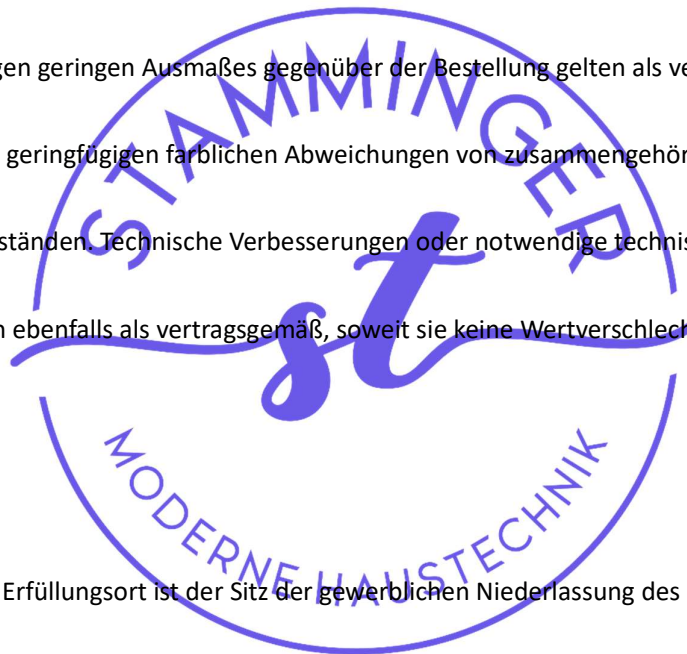 gen geringen Ausmaßes gegenüber der Bestellung gelten als ve
STAMMINGER
geringfügigen farblichen Abweichungen von zusammengehör
ständen. Technische Verbesserungen oder notwendige technis
st
n ebenfalls als vertragsgemäß, soweit sie keine Wertverschlech
MODERNE HAUSTECHNIK
Erfüllungsort ist der Sitz der gewerblichen Niederlassung des